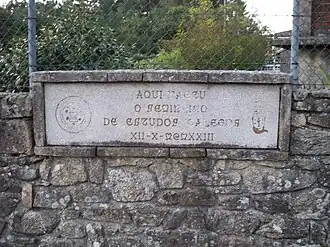 AQUI NACEU
O SEMINARIO
DE ESTUDOS GALEGOS
XII-X-MCMXXIII